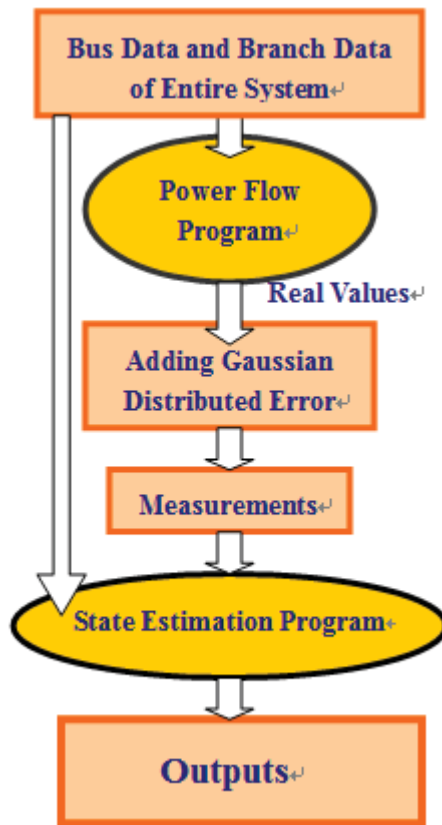 Bus Data and Branch Data
of Entire System↵
Power Flow
Program↵
Real Values↵
Adding Gaussian
Distributed Error↵
Measurements↵
State Estimation Program↵
Outputs↵